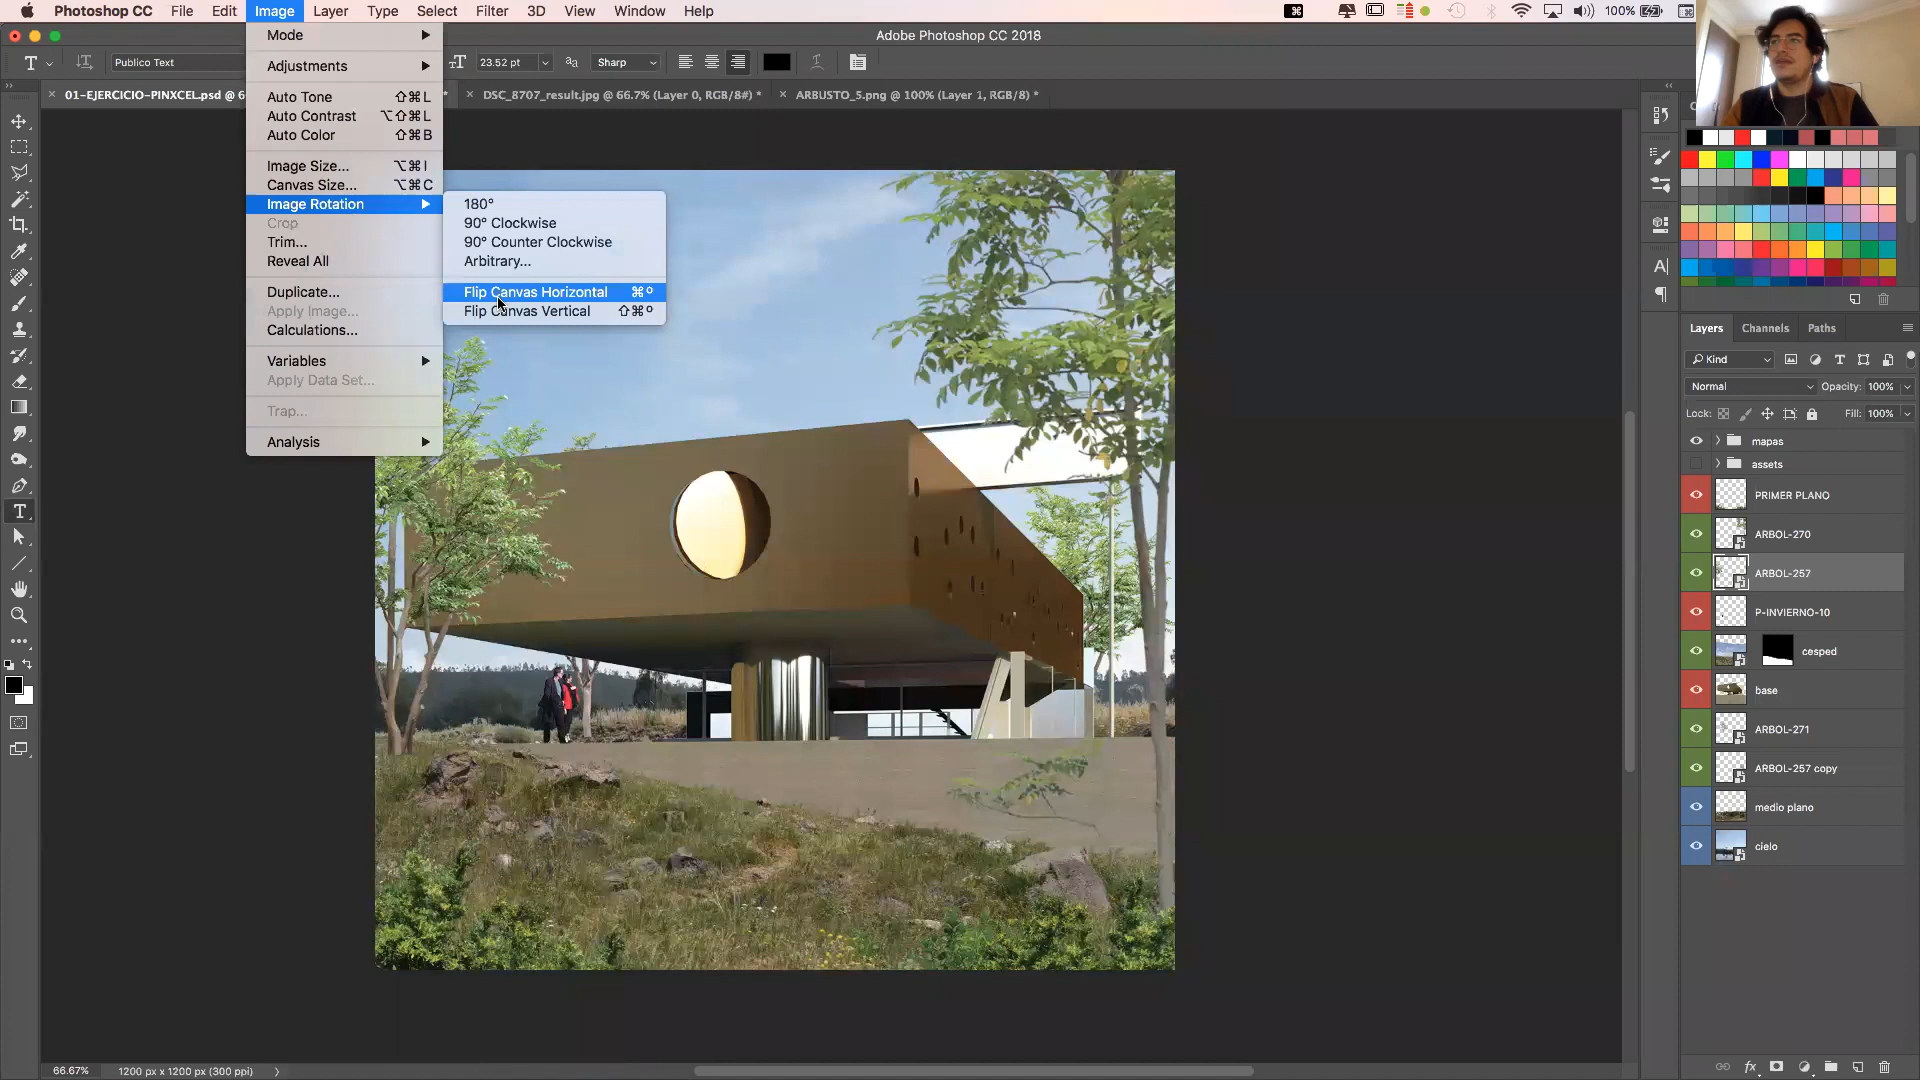 Photoshop CC File Edit Image Layer Type Select Filter 3D View Window Help 100%
Adobe Photoshop CC 2018
Publico Text 23.52 pt Sharp
01-EJERCICIO-PINXCEL.psd @ 6 * DSC_8707_result.jpg @ 66.7% (Layer 0, RGB/8#) * ARBUSTO_5.png @ 100% (Layer 1, RGB/8) *
Mode
Adjustments
Auto Tone ⇧⌘L
Auto Contrast ⌥⇧⌘L
Auto Color ⇧⌘B
Image Size... ⌥⌘I
Canvas Size... ⌥⌘C
Image Rotation
Crop
Trim...
Reveal All
Duplicate...
Apply Image...
Calculations...
Variables
Apply Data Set...
Trap...
Analysis
180°
90° Clockwise
90° Counter Clockwise
Arbitrary...
Flip Canvas Horizontal ⌘º
Flip Canvas Vertical ⇧⌘º
Layers Channels Paths
Kind
Normal Opacity: 100%
Lock: Fill: 100%
mapas
assets
PRIMER PLANO
ARBOL-270
ARBOL-257
P-INVIERNO-10
cesped
base
ARBOL-271
ARBOL-257 copy
medio plano
cielo
66.67% 1200 px x 1200 px (300 ppi)